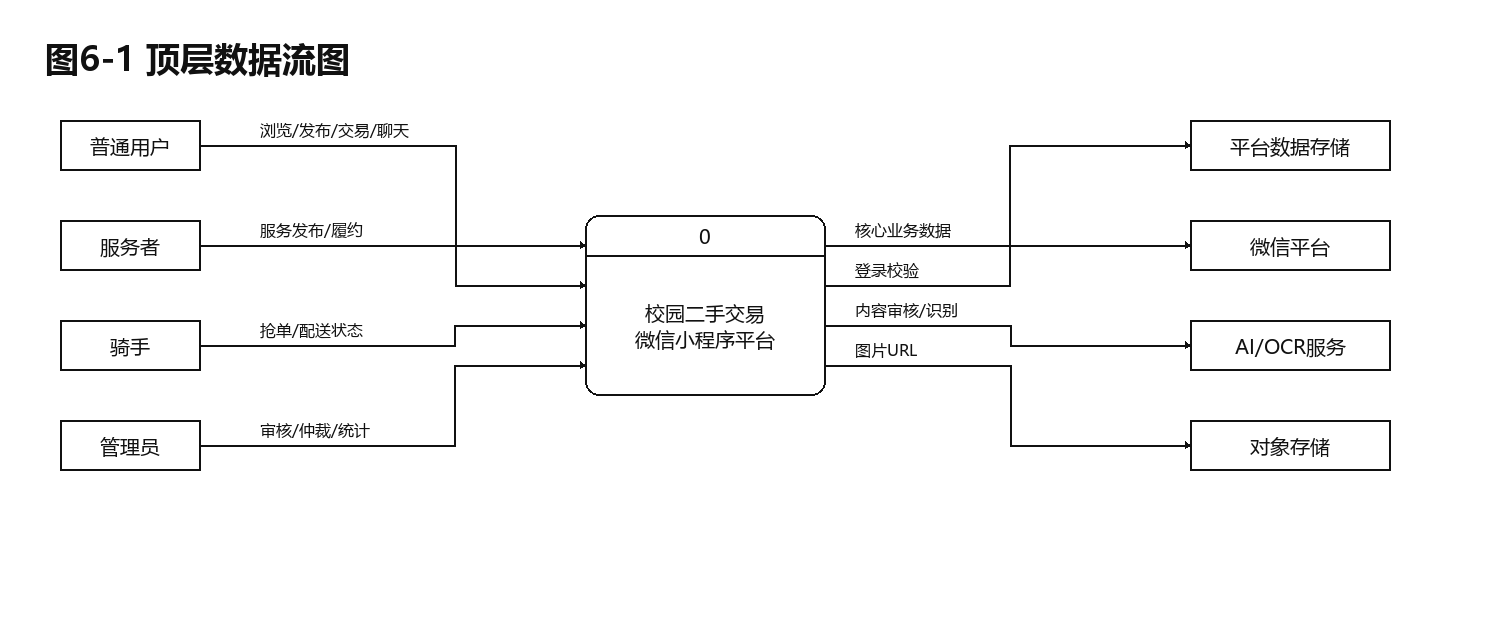 图6-1 顶层数据流图
普通用户
浏览/发布/交易/聊天
服务者
服务发布/履约
骑手
抢单/配送状态
管理员
审核/仲裁/统计
0
校园二手交易
微信小程序平台
核心业务数据
登录校验
内容审核/识别
图片URL
平台数据存储
微信平台
AI/OCR服务
对象存储